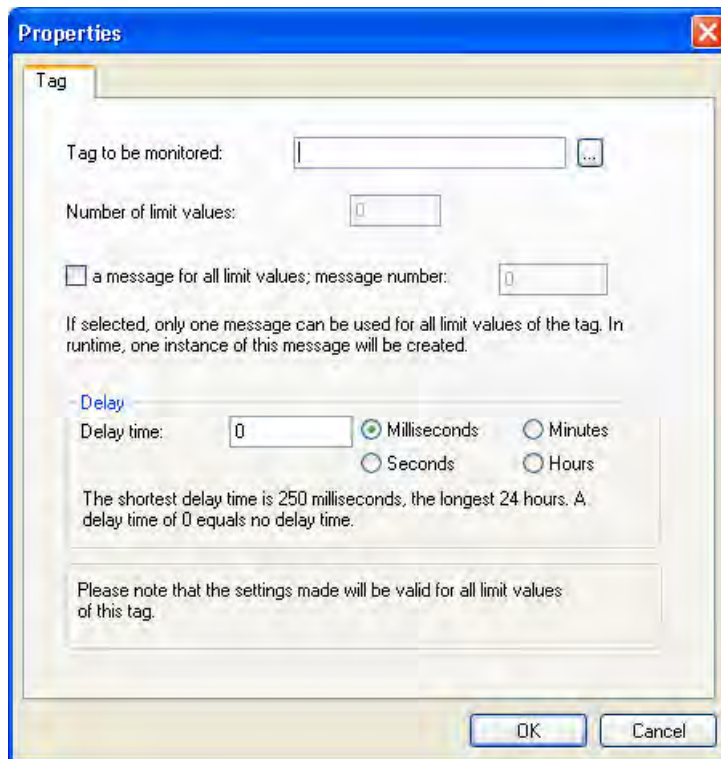 Properties
Tag
Tag to be monitored:
...
Number of limit values: 0
a message for all limit values; message number: 0
If selected, only one message can be used for all limit values of the tag. In
runtime, one instance of this message will be created.
Delay
Delay time: 0 Milliseconds Minutes
Seconds Hours
The shortest delay time is 250 milliseconds, the longest 24 hours. A
delay time of 0 equals no delay time.
Please note that the settings made will be valid for all limit values
of this tag.
OK Cancel